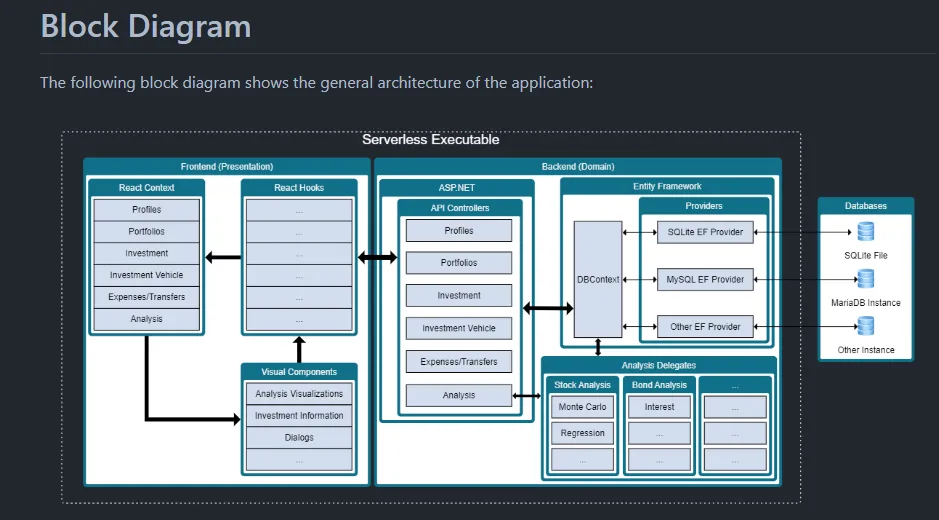 Block Diagram
The following block diagram shows the general architecture of the application:
Serverless Executable
Frontend (Presentation)
React Context
Profiles
Portfolios
Investment
Investment Vehicle
Expenses/Transfers
Analysis
React Hooks
...
...
...
...
...
...
Visual Components
Analysis Visualizations
Investment Information
Dialogs
...
Backend (Domain)
ASP.NET
API Controllers
Profiles
Portfolios
Investment
Investment Vehicle
Expenses/Transfers
Analysis
Entity Framework
DBContext
Providers
SQLite EF Provider
MySQL EF Provider
Other EF Provider
Analysis Delegates
Stock Analysis
Monte Carlo
Regression
...
Bond Analysis
Interest
...
...
...
...
...
...
Databases
SQLite File
MariaDB Instance
Other Instance